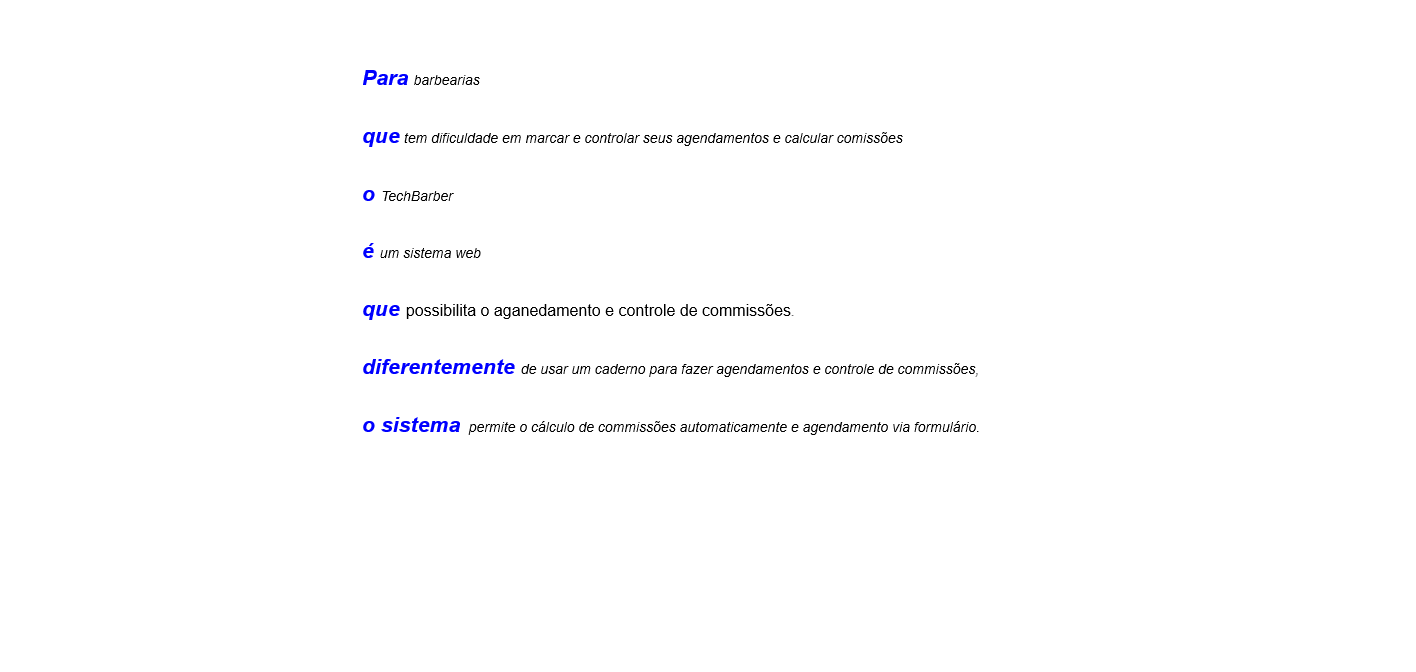 Para barbearias
que tem dificuldade em marcar e controlar seus agendamentos e calcular comissões
o TechBarber
é um sistema web
que possibilita o aganedamento e controle de commissões.
diferentemente de usar um caderno para fazer agendamentos e controle de commissões,
o sistema permite o cálculo de commissões automaticamente e agendamento via formulário.